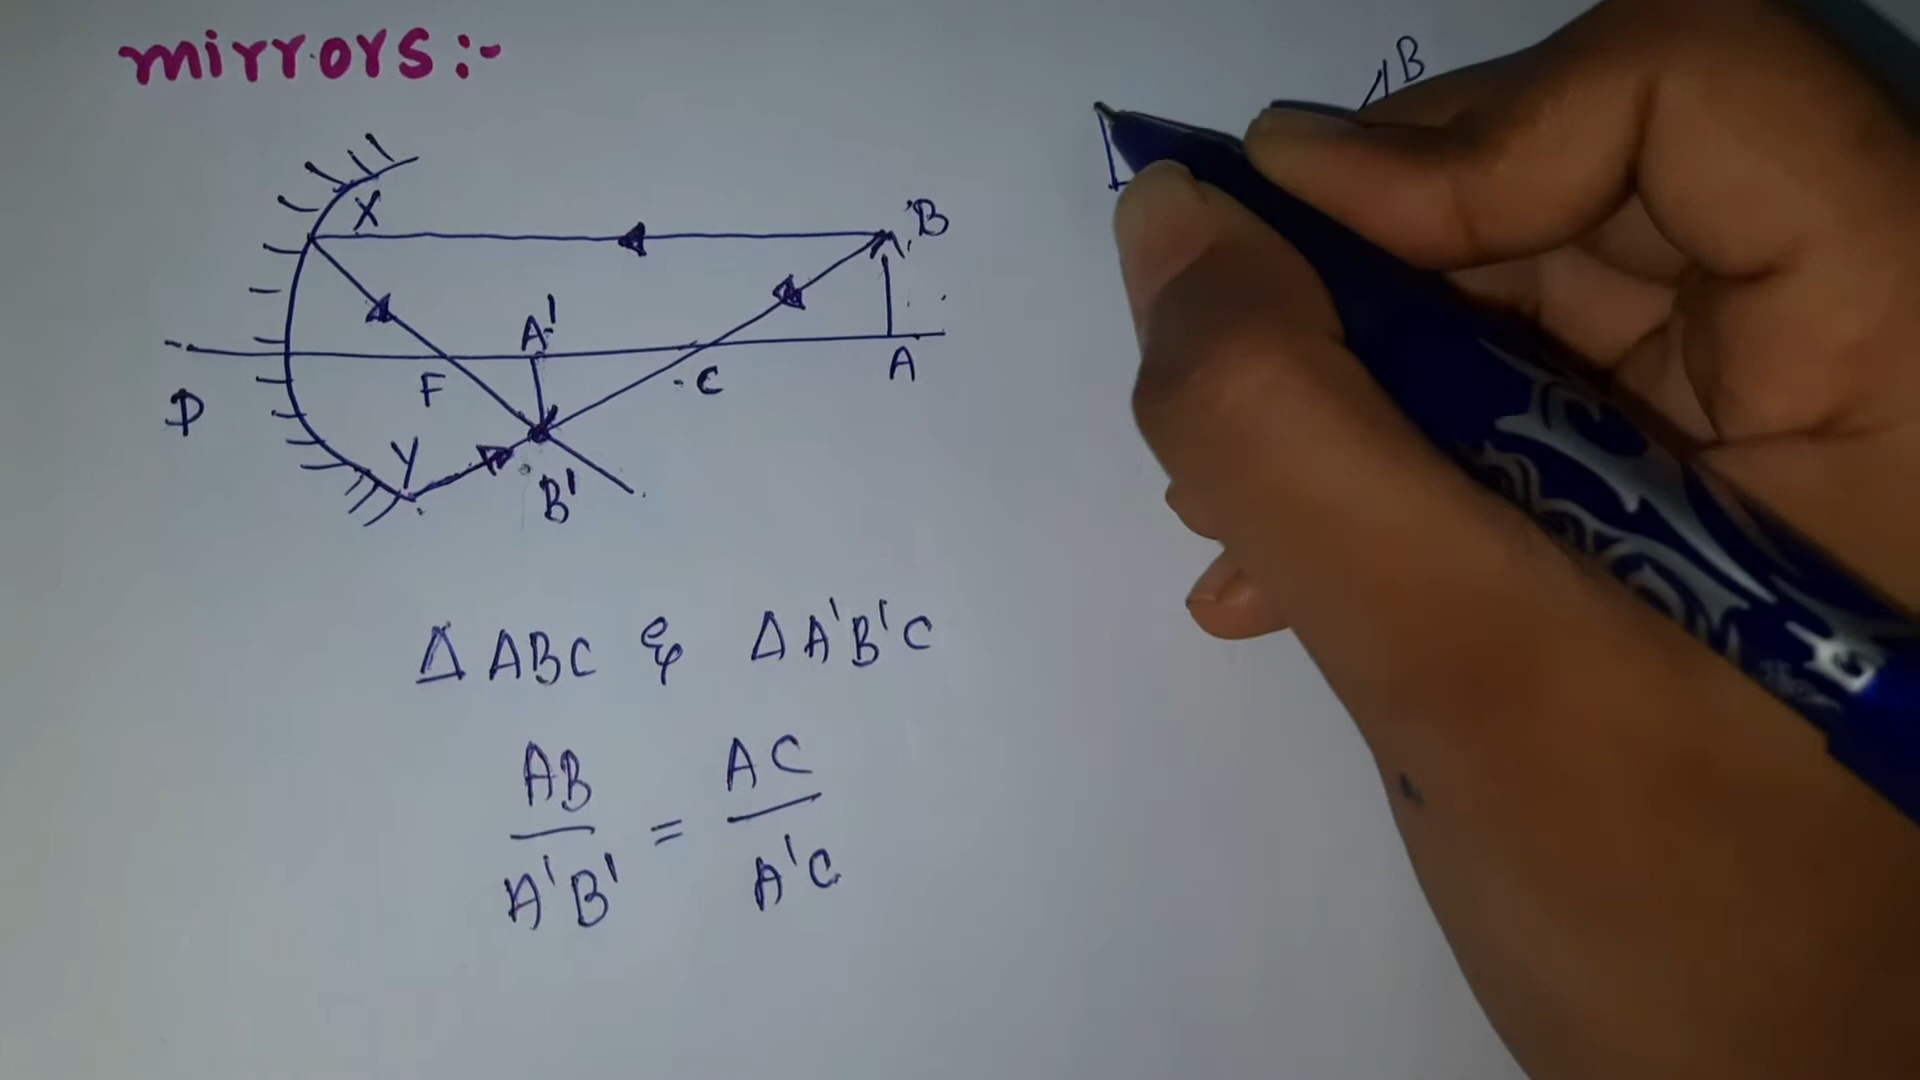 mirrors:-
B
X
B
A'
F
C
A
P
Y
B'
Δ ABC & Δ A'B'C
AB/A'B' = AC/A'C